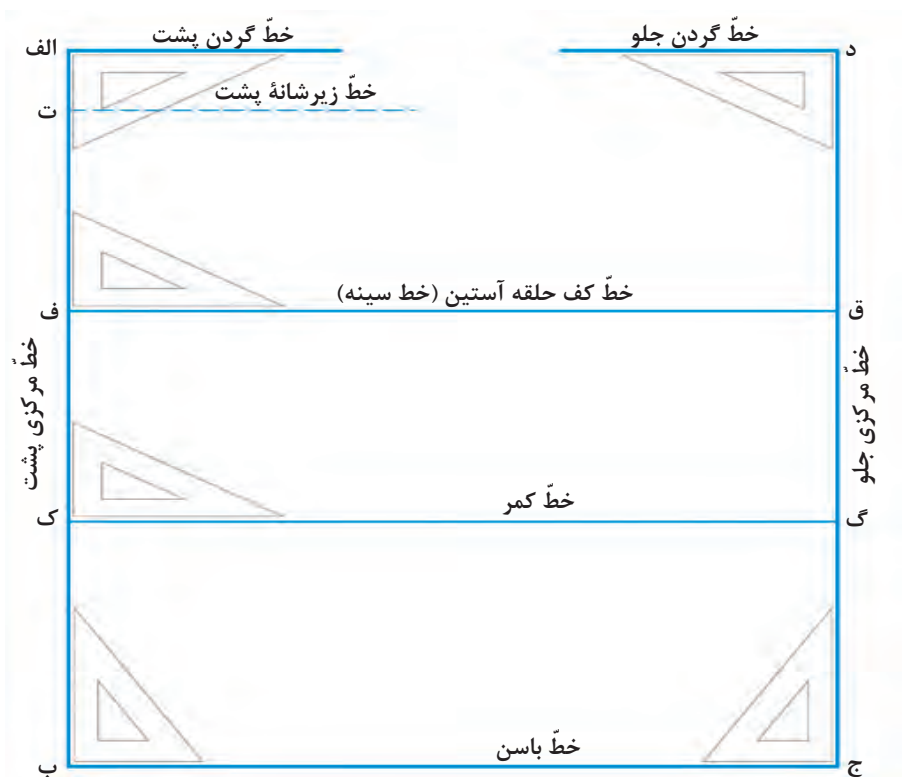 خطّ گردن جلو
خطّ گردن پشت
د
الف
خطّ زیرشانهٔ پشت
ت
خطّ کف حلقه آستین (خط سینه)
ق
ف
خطّ مرکزی جلو
خطّ مرکزی پشت
خطّ کمر
گ
ک
خطّ باسن
ج
ب